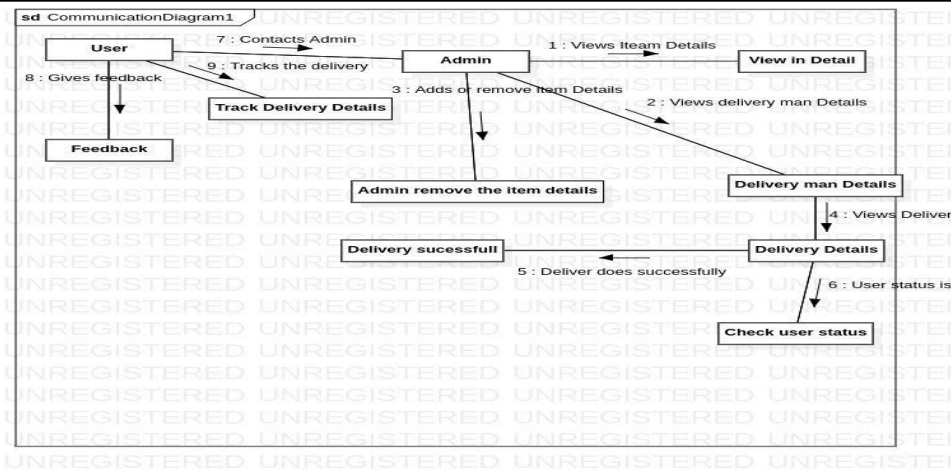 sd CommunicationDiagram1
7 : Contacts Admin
User
1 : Views Iteam Details
Admin
View in Detail
9 : Tracks the delivery
8 : Gives feedback
3 : Adds or remove Item Details
2 : Views delivery man Details
Track Delivery Details
Feedback
Admin remove the item details
Delivery man Details
4 : Views Deliver
Delivery sucessfull
Delivery Details
5 : Deliver does successfully
6 : User status is
Check user status
UNREGISTERED